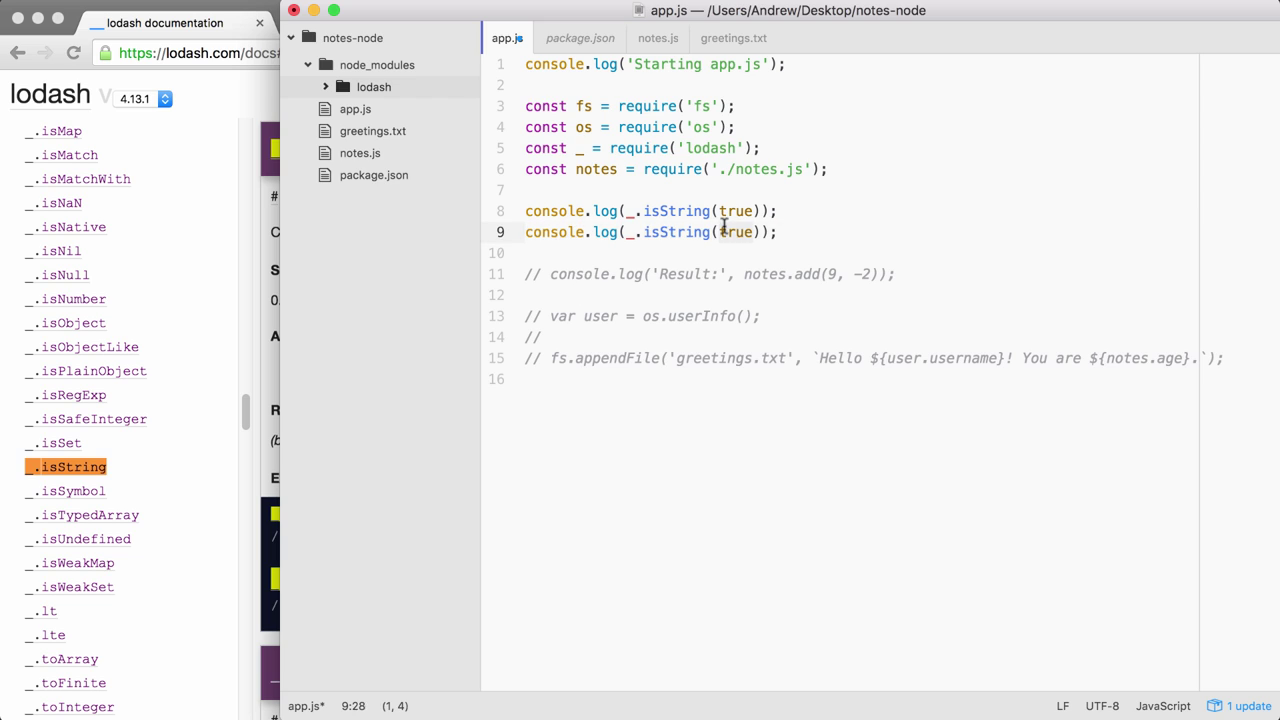 lodash documentation
https://lodash.com/docs#
lodash
4.13.1
_.isMap
_.isMatch
_.isMatchWith
_.isNaN
_.isNative
_.isNil
_.isNull
_.isNumber
_.isObject
_.isObjectLike
_.isPlainObject
_.isRegExp
_.isSafeInteger
_.isSet
_.isString
_.isSymbol
_.isTypedArray
_.isUndefined
_.isWeakMap
_.isWeakSet
_.lt
_.lte
_.toArray
_.toFinite
_.toInteger
app.js — /Users/Andrew/Desktop/notes-node
notes-node
node_modules
lodash
app.js
greetings.txt
notes.js
package.json
app.js package.json notes.js greetings.txt
1 console.log('Starting app.js');
2
3 const fs = require('fs');
4 const os = require('os');
5 const _ = require('lodash');
6 const notes = require('./notes.js');
7
8 console.log(_.isString(true));
9 console.log(_.isString(true));
10
11 // console.log('Result:', notes.add(9, -2));
12
13 // var user = os.userInfo();
14 //
15 // fs.appendFile('greetings.txt', `Hello ${user.username}! You are ${notes.age}.`);
16
app.js* 9:28 (1, 4) LF UTF-8 JavaScript 1 update